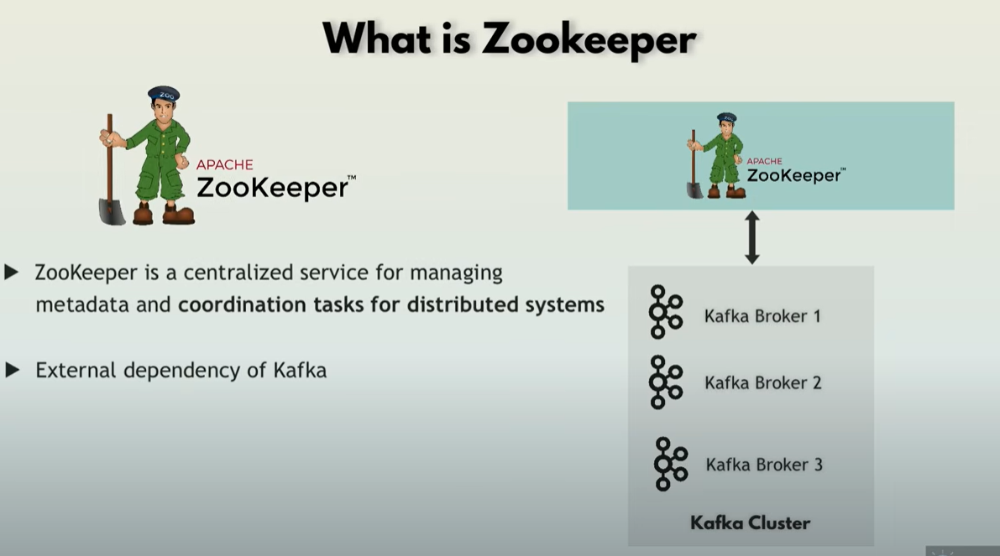 What is Zookeeper
ZOO
APACHE
ZooKeeper™
ZOO
APACHE
ZooKeeper™
▶ ZooKeeper is a centralized service for managing
metadata and coordination tasks for distributed systems
▶ External dependency of Kafka
Kafka Broker 1
Kafka Broker 2
Kafka Broker 3
Kafka Cluster